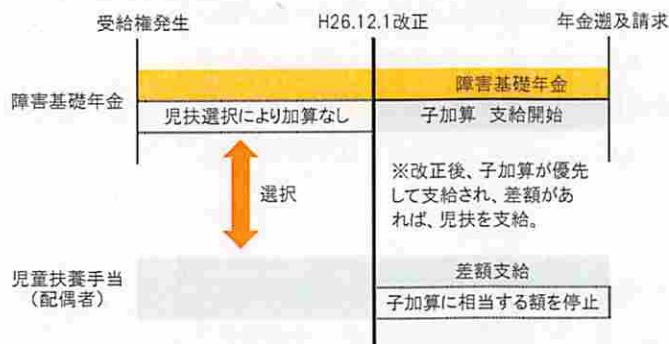 受給権発生
H26.12.1改正
年金遡及請求
障害基礎年金
障害基礎年金
児扶選択により加算なし
子加算 支給開始
選択
※改正後、子加算が優先
して支給され、差額があ
れば、児扶を支給。
児童扶養手当
(配偶者)
差額支給
子加算に相当する額を停止